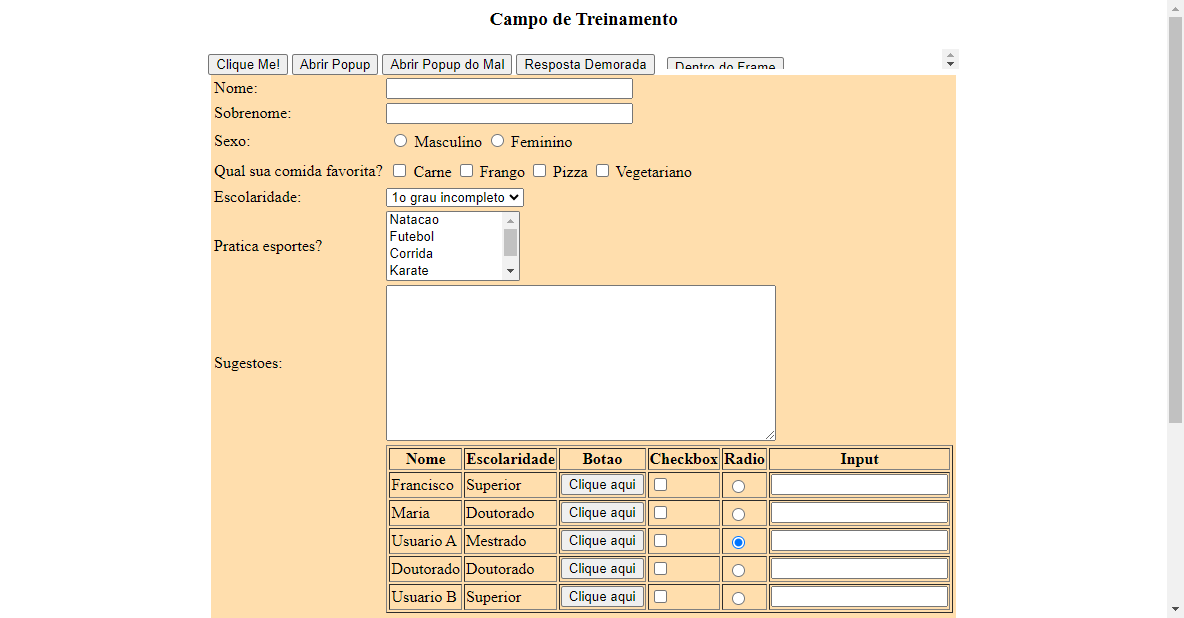 Campo de Treinamento
Clique Me! Abrir Popup Abrir Popup do Mal Resposta Demorada Dentro do Frame
Nome:
Sobrenome:
Sexo: Masculino Feminino
Qual sua comida favorita? Carne Frango Pizza Vegetariano
Escolaridade: 1o grau incompleto
Natacao
Futebol
Pratica esportes?
Corrida
Karate
Sugestoes:
Nome Escolaridade Botao Checkbox Radio Input
Francisco Superior Clique aqui
Maria Doutorado Clique aqui
Usuario A Mestrado Clique aqui
Doutorado Doutorado Clique aqui
Usuario B Superior Clique aqui